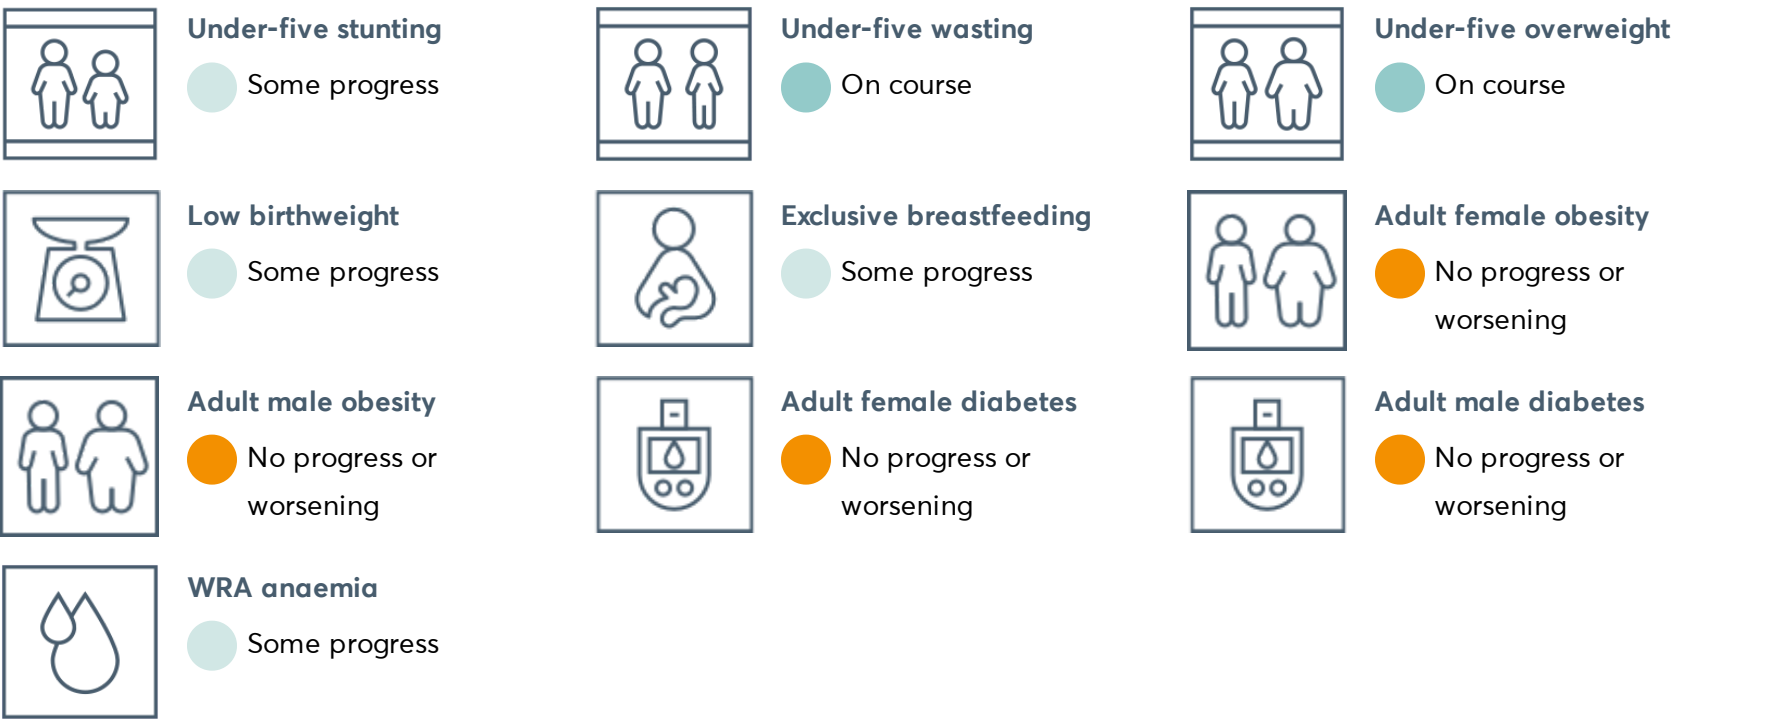 Under-five stunting
Some progress
Under-five wasting
On course
Under-five overweight
On course
Low birthweight
Some progress
Exclusive breastfeeding
Some progress
Adult female obesity
No progress or
worsening
Adult male obesity
No progress or
worsening
Adult female diabetes
No progress or
worsening
Adult male diabetes
No progress or
worsening
WRA anaemia
Some progress